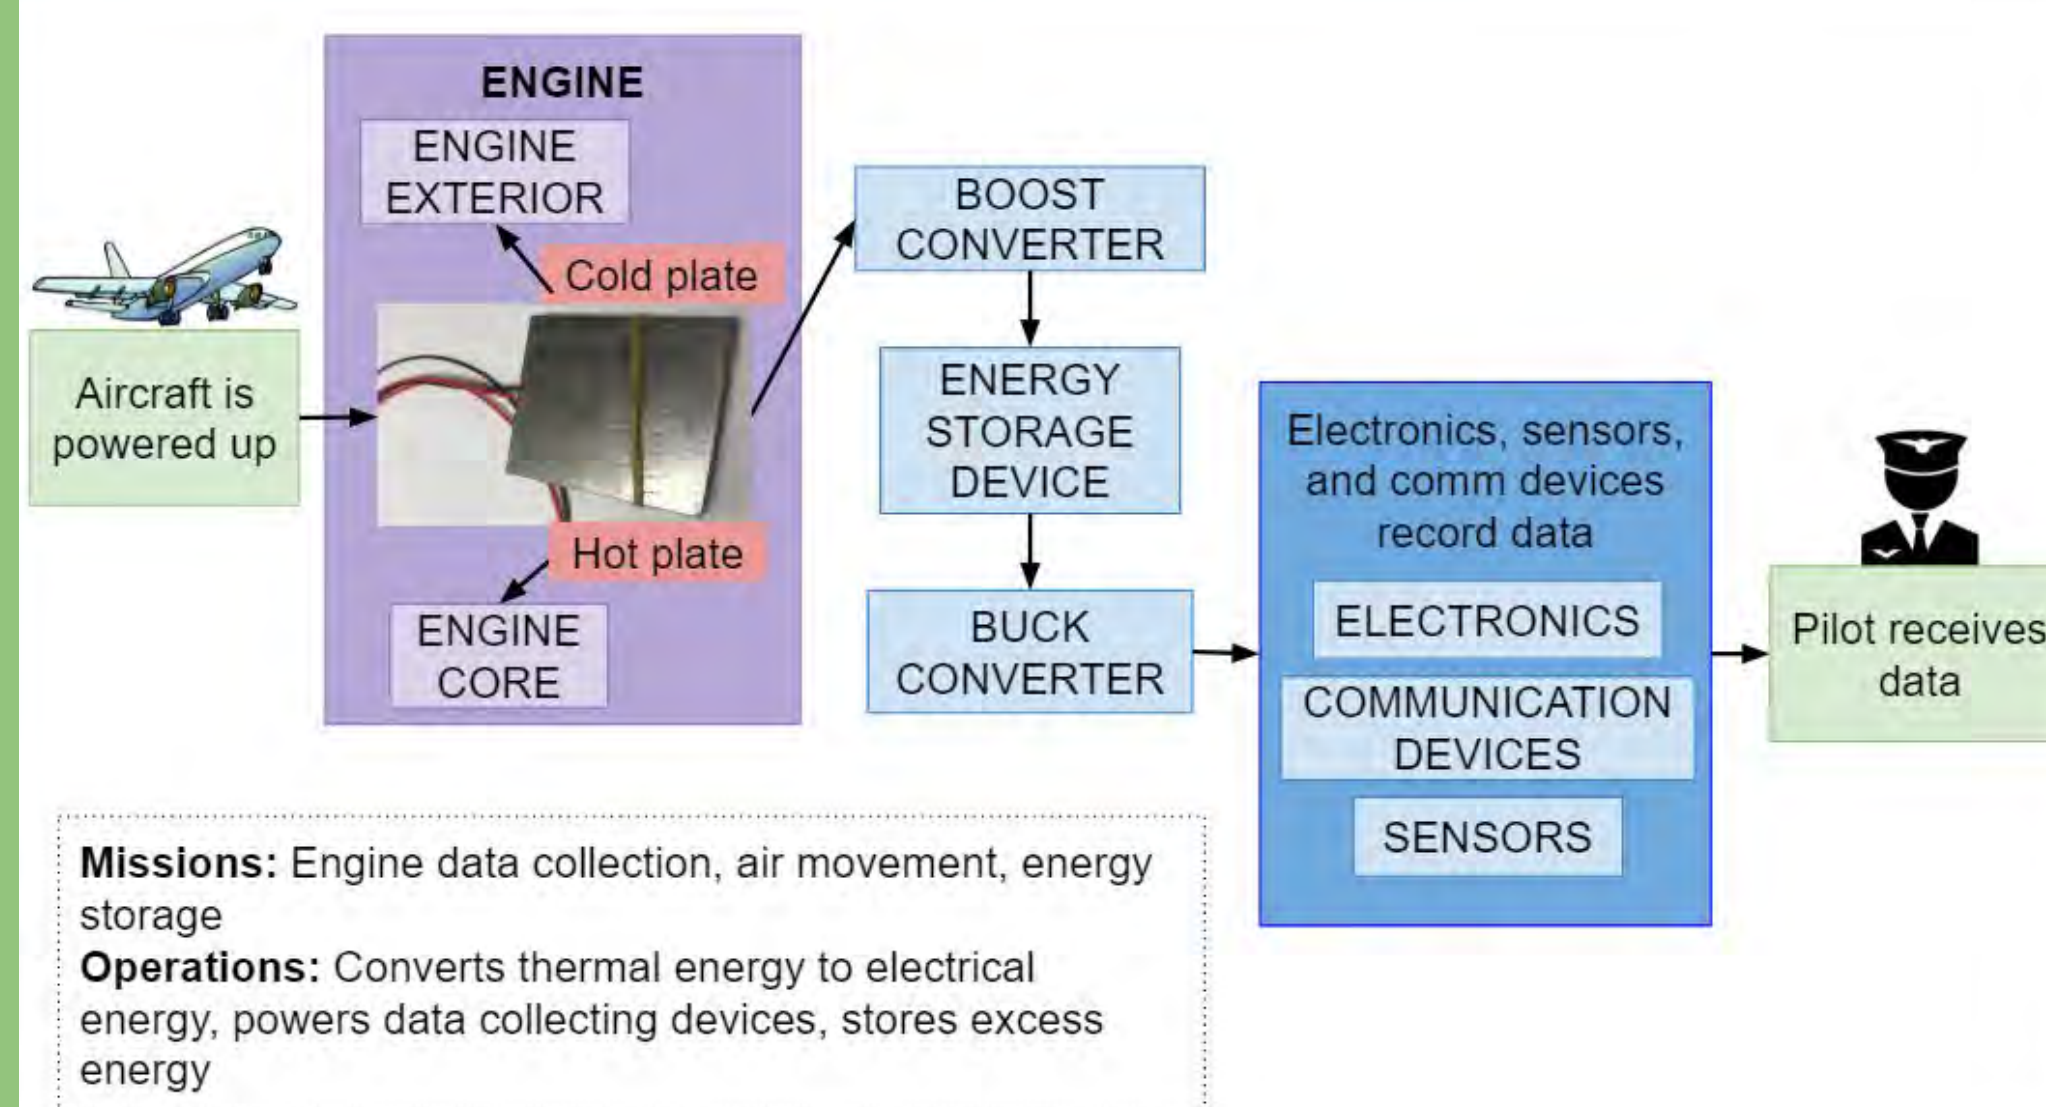 ENGINE
ENGINE
EXTERIOR
Cold plate
Aircraft is
powered up
Hot plate
ENGINE
CORE
BOOST
CONVERTER
ENERGY
STORAGE
DEVICE
BUCK
CONVERTER
Electronics, sensors,
and comm devices
record data
ELECTRONICS
COMMUNICATION
DEVICES
SENSORS
Pilot receives
data
Missions: Engine data collection, air movement, energy
storage
Operations: Converts thermal energy to electrical
energy, powers data collecting devices, stores excess
energy